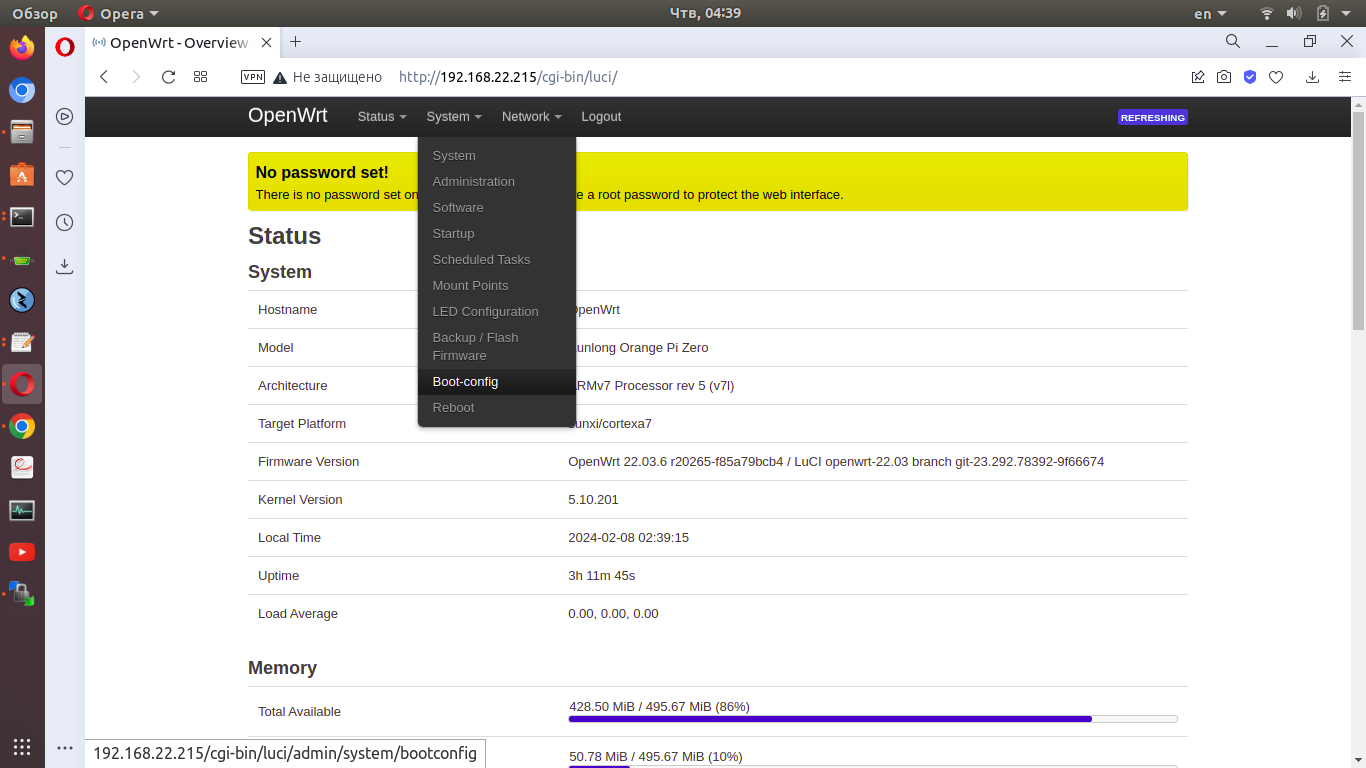 Обзор Opera Чтв, 04:39 en
OpenWrt - Overview
VPN Не защищено http://192.168.22.215/cgi-bin/luci/
OpenWrt Status System Network Logout REFRESHING
System
Administration
Software
Startup
Scheduled Tasks
Mount Points
LED Configuration
Backup / Flash
Firmware
Boot-config
Reboot
No password set!
There is no password set on e a root password to protect the web interface.
Status
System
Hostname OpenWrt
Model unlong Orange Pi Zero
Architecture ARMv7 Processor rev 5 (v7l)
Target Platform sunxi/cortexa7
Firmware Version OpenWrt 22.03.6 r20265-f85a79bcb4 / LuCI openwrt-22.03 branch git-23.292.78392-9f66674
Kernel Version 5.10.201
Local Time 2024-02-08 02:39:15
Uptime 3h 11m 45s
Load Average 0.00, 0.00, 0.00
Memory
Total Available 428.50 MiB / 495.67 MiB (86%)
50.78 MiB / 495.67 MiB (10%)
192.168.22.215/cgi-bin/luci/admin/system/bootconfig